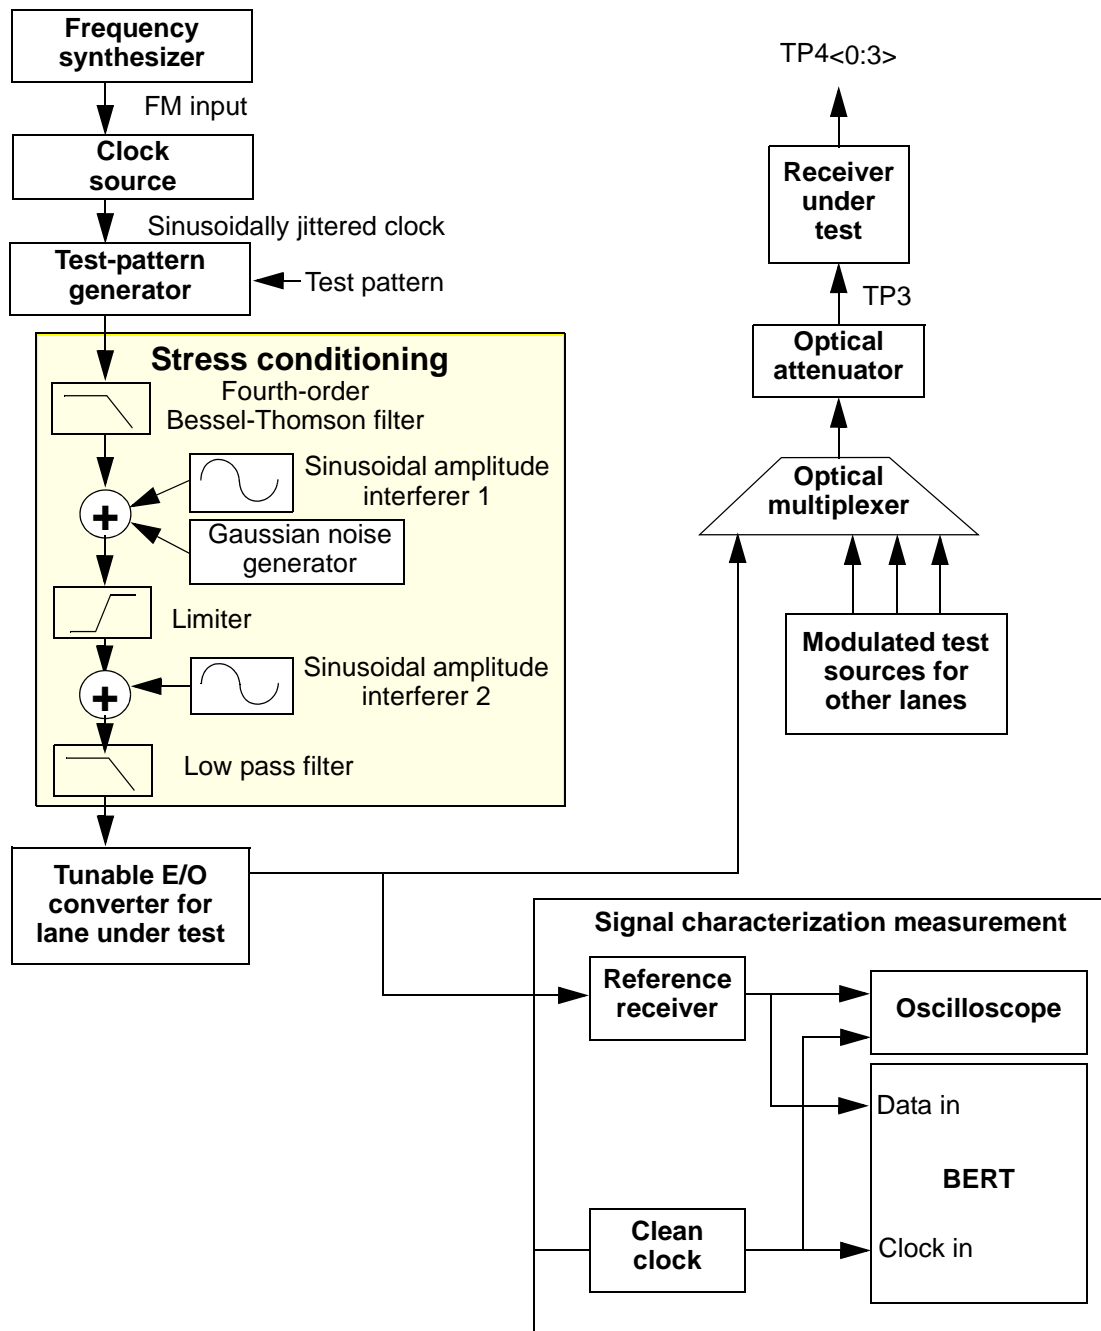 Frequency
synthesizer
FM input
Clock
source
Sinusoidally jittered clock
Test-pattern
generator
Test pattern
Stress conditioning
Fourth-order
Bessel-Thomson filter
Sinusoidal amplitude
interferer 1
+
Gaussian noise
generator
Limiter
Sinusoidal amplitude
interferer 2
+
Low pass filter
Tunable E/O
converter for
lane under test
TP4<0:3>
Receiver
under
test
TP3
Optical
attenuator
Optical
multiplexer
Modulated test
sources for
other lanes
Signal characterization measurement
Reference
receiver
Oscilloscope
Data in
BERT
Clean
clock
Clock in